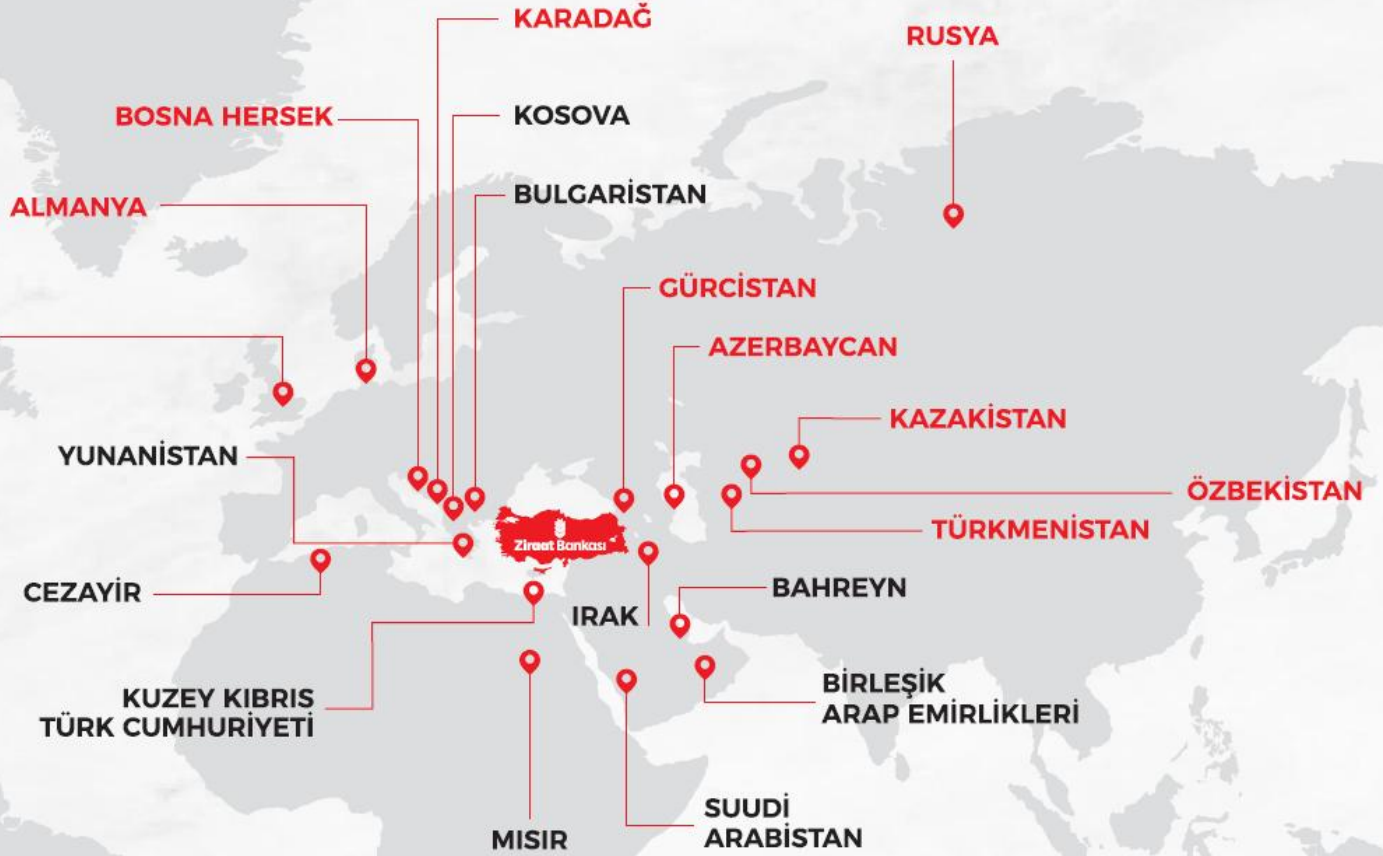 KARADAĞ
RUSYA
BOSNA HERSEK
KOSOVA
BULGARİSTAN
ALMANYA
GÜRCİSTAN
AZERBAYCAN
KAZAKİSTAN
YUNANİSTAN
ÖZBEKİSTAN
TÜRKMENİSTAN
Ziraat Bankası
CEZAYİR
BAHREYN
IRAK
KUZEY KIBRIS
TÜRK CUMHURİYETİ
BİRLEŞİK
ARAP EMİRLİKLERİ
SUUDİ
ARABİSTAN
MISIR